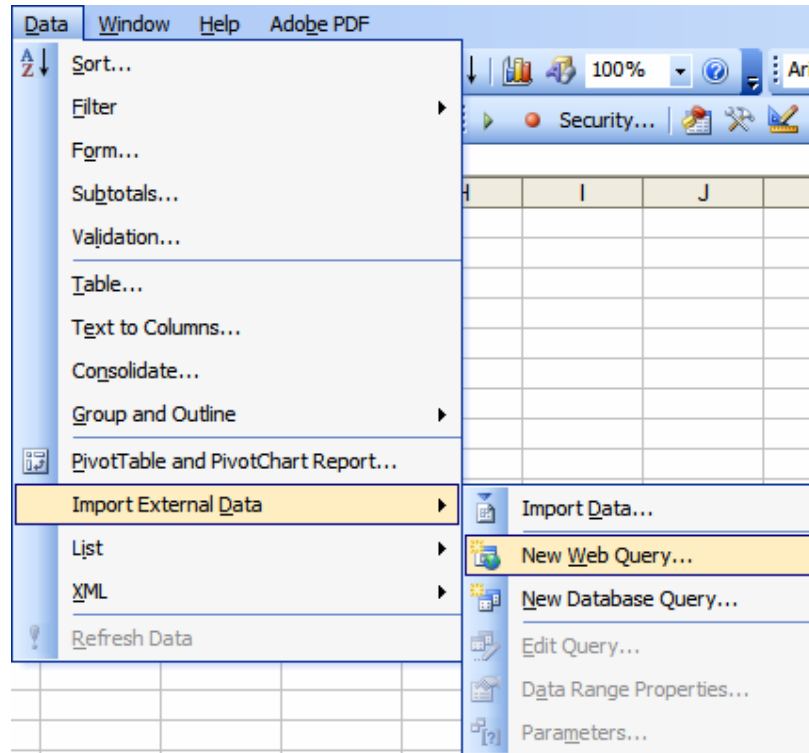 Data Window Help Adobe PDF
Sort...
100%
Filter
Security...
Form...
Subtotals...
I J
Validation...
Table...
Text to Columns...
Consolidate...
Group and Outline
PivotTable and PivotChart Report...
Import External Data
Import Data...
List
New Web Query...
XML
New Database Query...
Refresh Data
Edit Query...
Data Range Properties...
Parameters...